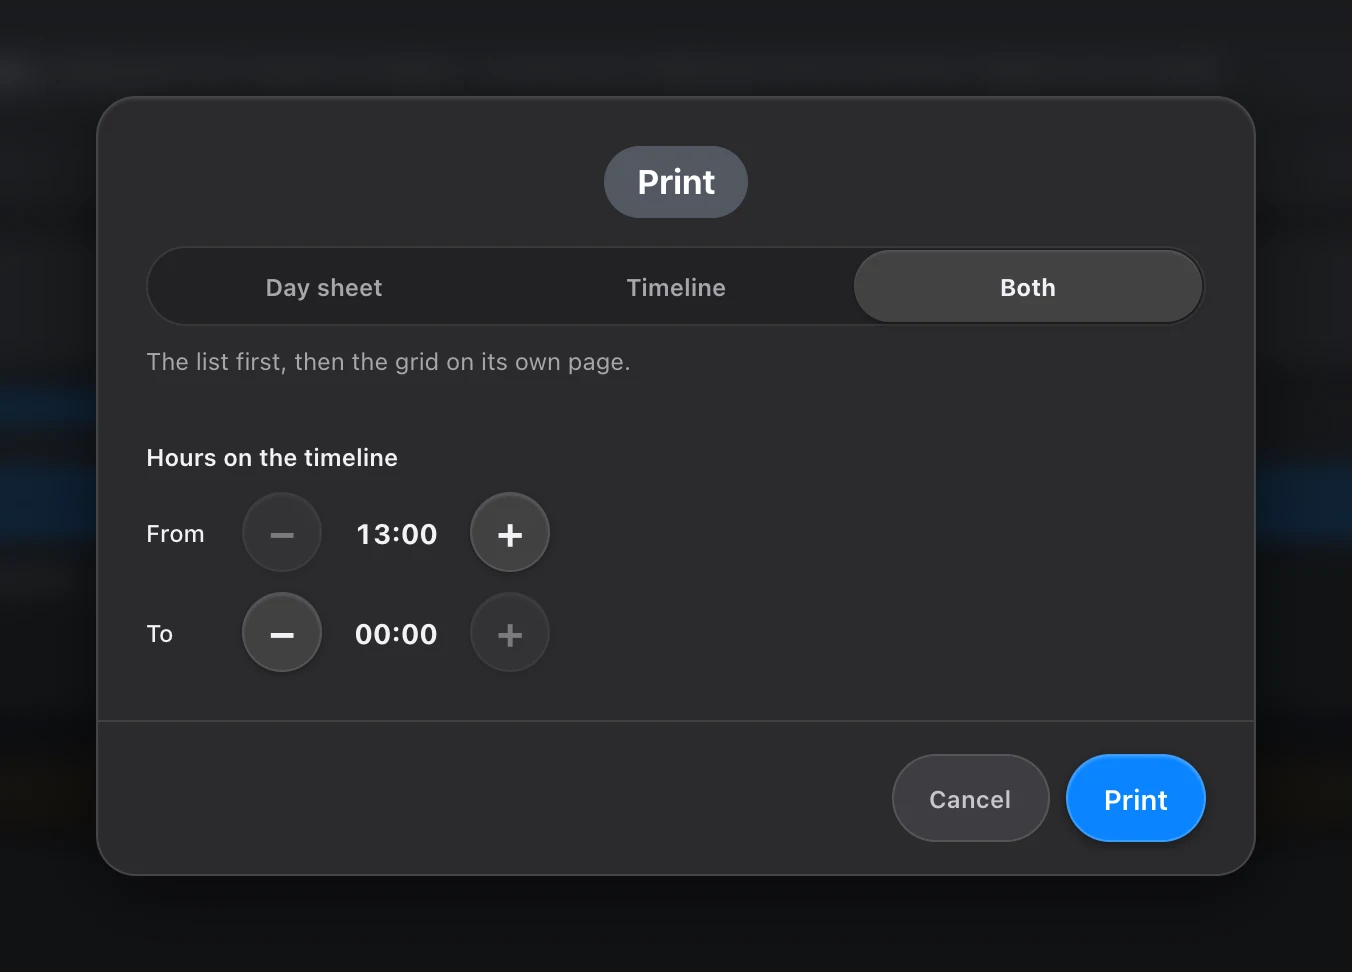 Print
Day sheet Timeline Both
The list first, then the grid on its own page.
Hours on the timeline
From − 13:00 +
To − 00:00 +
Cancel Print